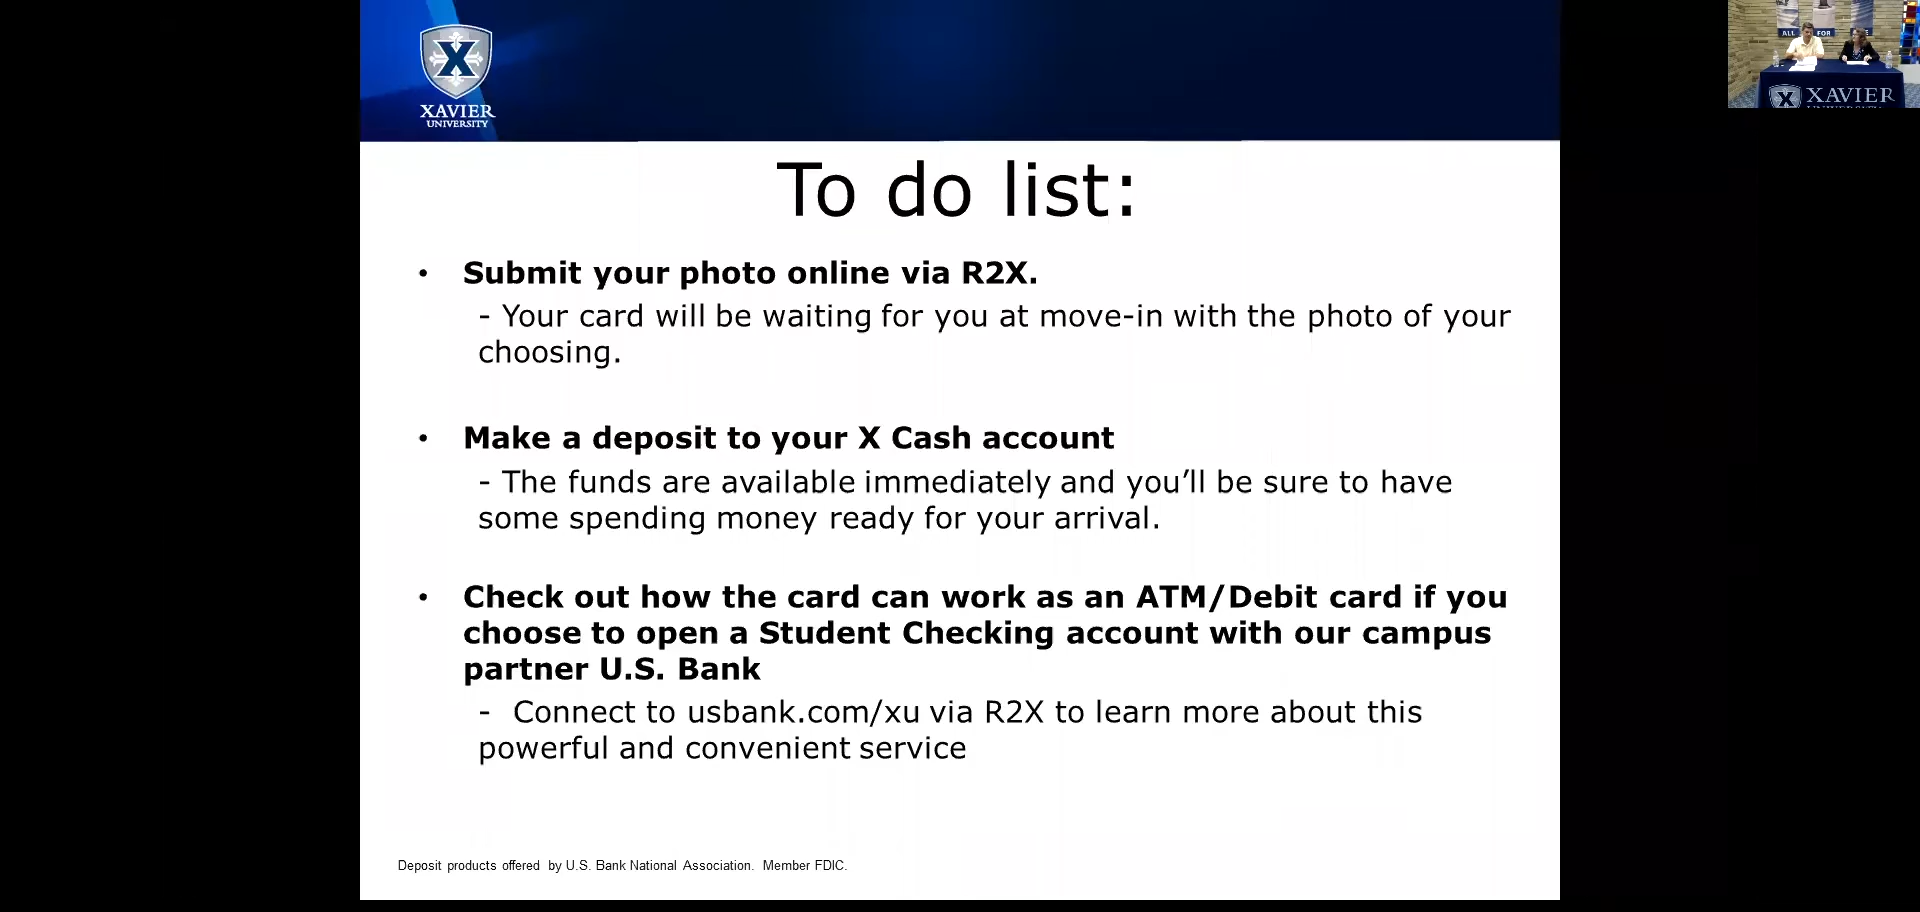 XAVIER
UNIVERSITY
ALL FOR
XAVIER
To do list:
• Submit your photo online via R2X.
- Your card will be waiting for you at move-in with the photo of your
choosing.
• Make a deposit to your X Cash account
- The funds are available immediately and you’ll be sure to have
some spending money ready for your arrival.
• Check out how the card can work as an ATM/Debit card if you
choose to open a Student Checking account with our campus
partner U.S. Bank
- Connect to usbank.com/xu via R2X to learn more about this
powerful and convenient service
Deposit products offered by U.S. Bank National Association. Member FDIC.